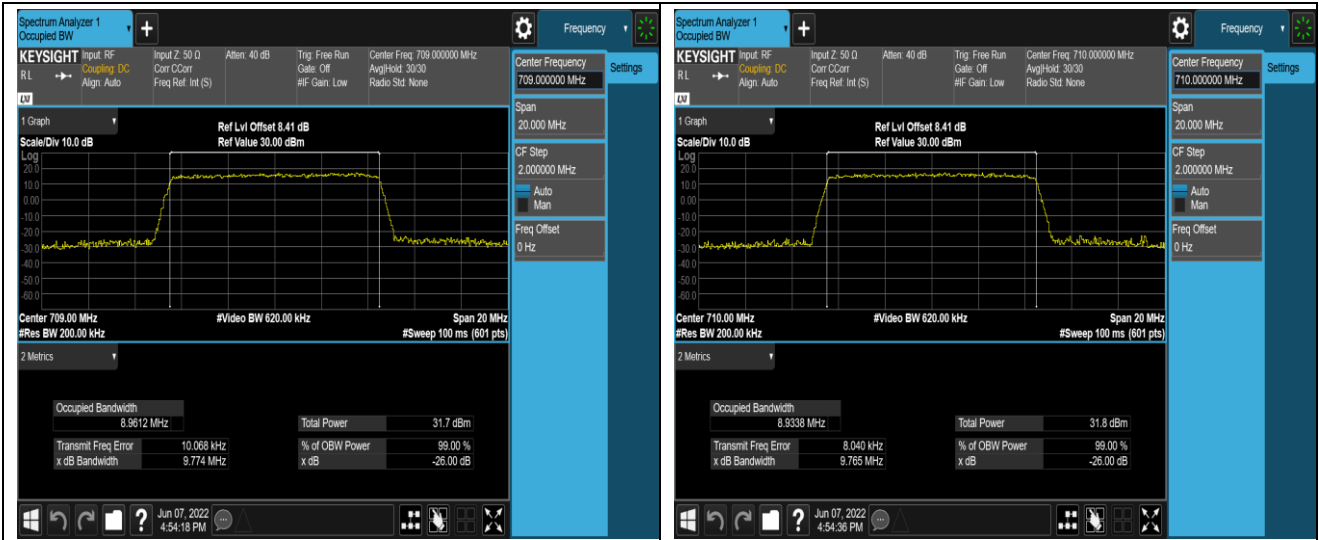 Spectrum Analyzer 1
Occupied BW
+
Frequency
KEYSIGHT
Input: RF
Input Z: 50 Ω
Atten: 40 dB
Trig: Free Run
Center Freq: 709.000000 MHz
RL
Coupling: DC
Corr CCorr
Gate: Off
Avg|Hold: 30/30
Align: Auto
Freq Ref: Int (S)
#IF Gain: Low
Radio Std: None
Center Frequency
709.000000 MHz
Settings
Span
20.000 MHz
CF Step
2.000000 MHz
Auto
Man
Freq Offset
0 Hz
1 Graph
Ref Lvl Offset 8.41 dB
Scale/Div 10.0 dB
Ref Value 30.00 dBm
Log
20.0
10.0
0.00
-10.0
-20.0
-30.0
-40.0
-50.0
-60.0
Center 709.00 MHz
#Video BW 620.00 kHz
Span 20 MHz
#Res BW 200.00 kHz
#Sweep 100 ms (601 pts)
2 Metrics
Occupied Bandwidth
8.9612 MHz
Total Power 31.7 dBm
Transmit Freq Error 10.068 kHz
% of OBW Power 99.00 %
x dB Bandwidth 9.774 MHz
x dB -26.00 dB
?
Jun 07, 2022
4:54:18 PM
Spectrum Analyzer 1
Occupied BW
+
Frequency
KEYSIGHT
Input: RF
Input Z: 50 Ω
Atten: 40 dB
Trig: Free Run
Center Freq: 710.000000 MHz
RL
Coupling: DC
Corr CCorr
Gate: Off
Avg|Hold: 30/30
Align: Auto
Freq Ref: Int (S)
#IF Gain: Low
Radio Std: None
Center Frequency
710.000000 MHz
Settings
Span
20.000 MHz
CF Step
2.000000 MHz
Auto
Man
Freq Offset
0 Hz
1 Graph
Ref Lvl Offset 8.41 dB
Scale/Div 10.0 dB
Ref Value 30.00 dBm
Log
20.0
10.0
0.00
-10.0
-20.0
-30.0
-40.0
-50.0
-60.0
Center 710.00 MHz
#Video BW 620.00 kHz
Span 20 MHz
#Res BW 200.00 kHz
#Sweep 100 ms (601 pts)
2 Metrics
Occupied Bandwidth
8.9338 MHz
Total Power 31.8 dBm
Transmit Freq Error 8.040 kHz
% of OBW Power 99.00 %
x dB Bandwidth 9.765 MHz
x dB -26.00 dB
?
Jun 07, 2022
4:54:36 PM